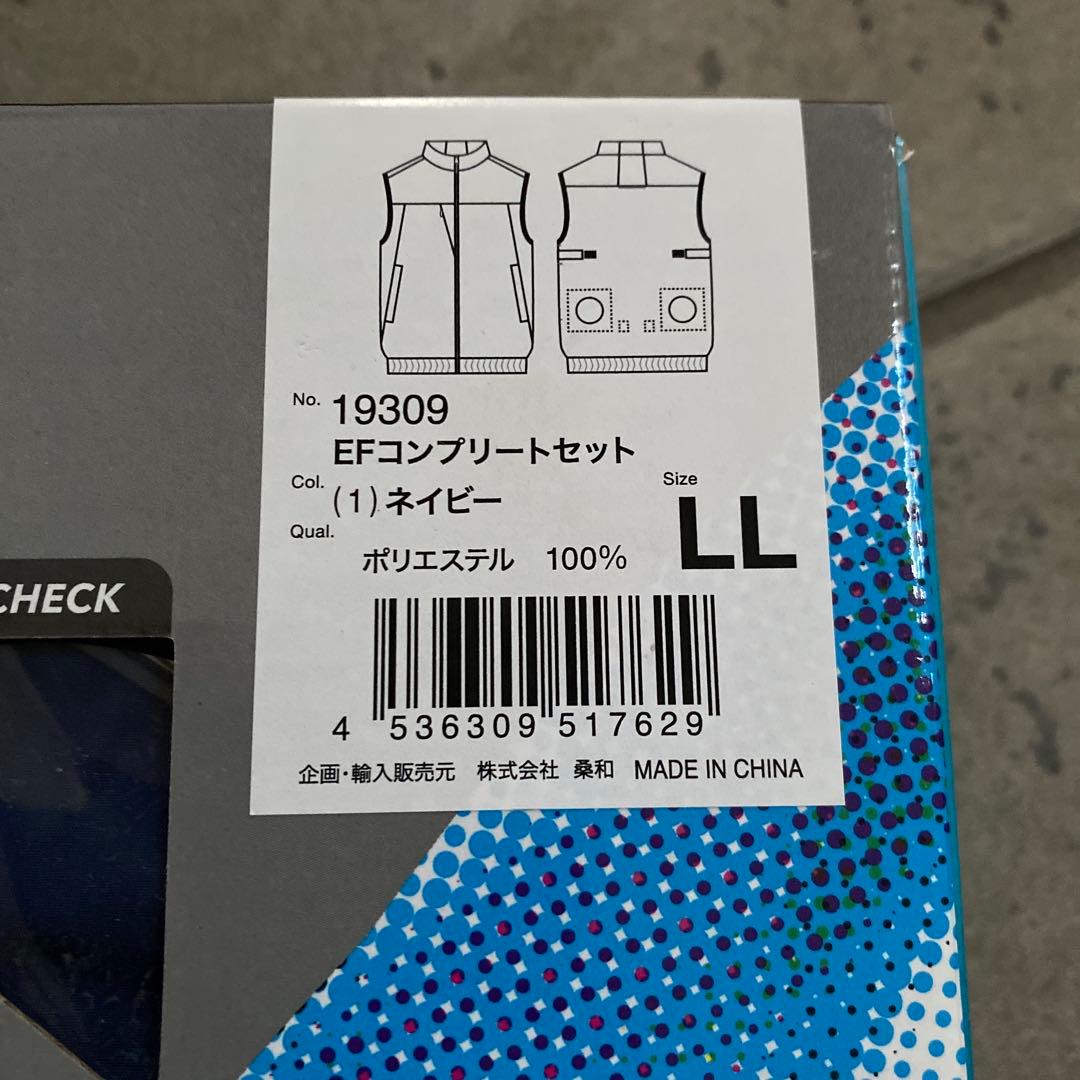 No. 19309
EFコンプリートセット
Col. (1)ネイビー
Size
LL
Qual.
ポリエステル 100%
CHECK
4 536309 517629
企画・輸入販売元 株式会社 桑和 MADE IN CHINA